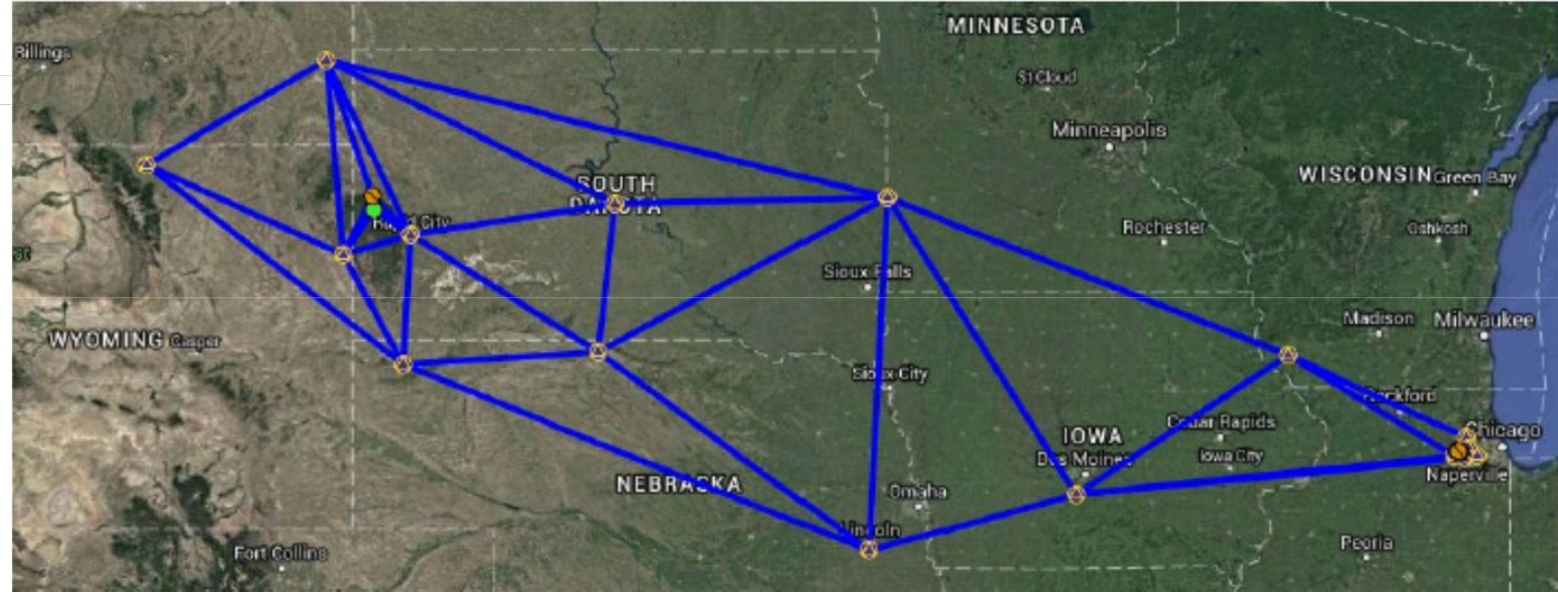 MINNESOTA
Billings
St Cloud
Minneapolis
WISCONSIN
Green Bay
SOUTH
DAKOTA
City
Rochester
Oshkosh
Sioux Falls
WYOMING
Casper
Madison
Milwaukee
Sioux City
Rockford
Cedar Rapids
Chicago
IOWA
Des Moines
Iowa City
Naperville
NEBRASKA
Omaha
Lincoln
Fort Collins
Peoria